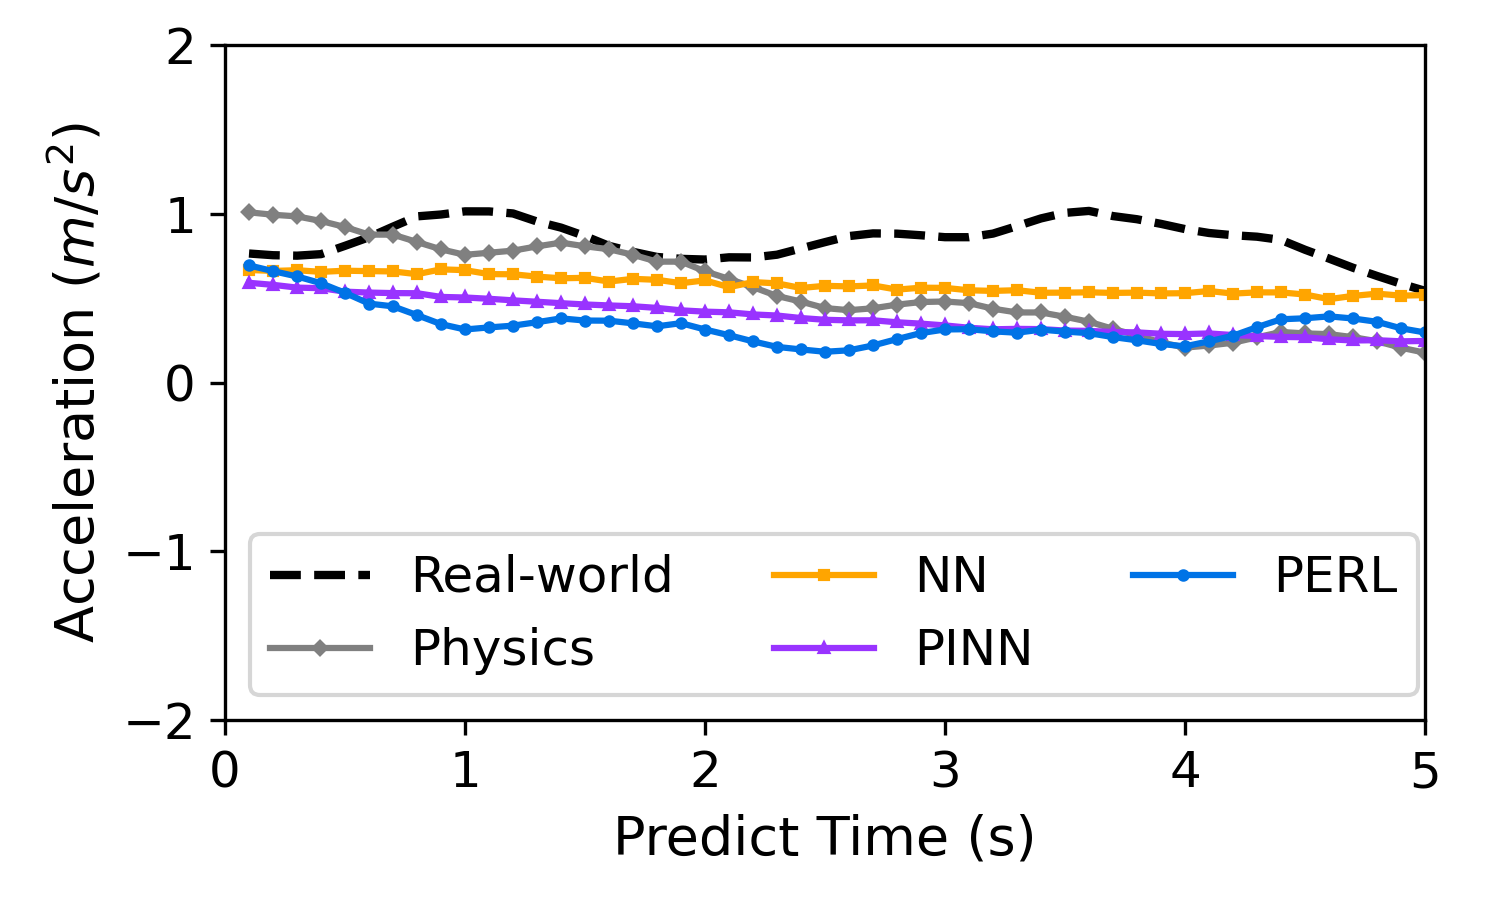 2
1
0
−1
−2
Acceleration (m/s²)
Real-world
NN
PERL
Physics
PINN
0 1 2 3 4 5
Predict Time (s)